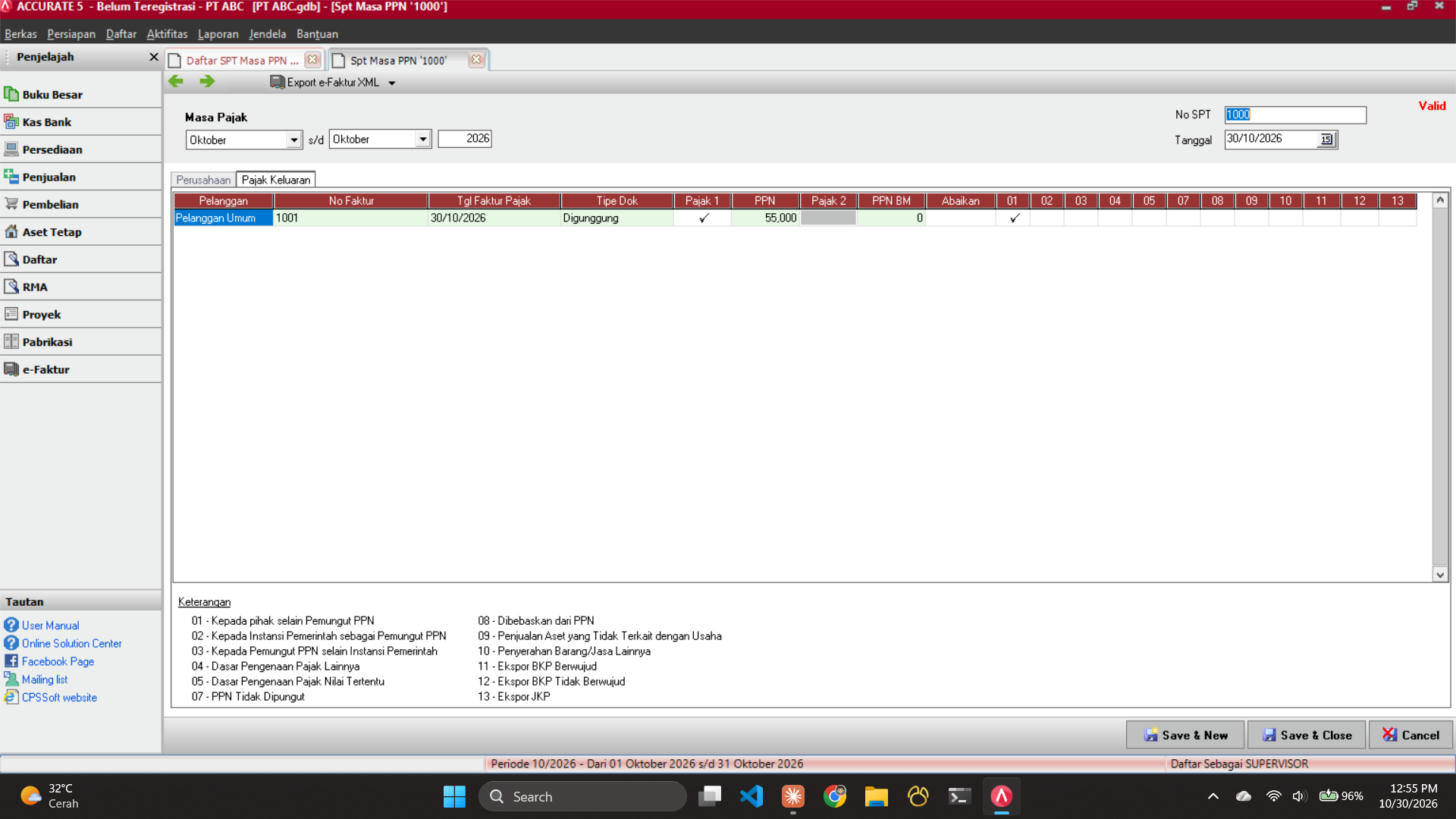 ACCURATE 5 - Belum Teregistrasi - PT ABC [PT ABC.gdb] - [Spt Masa PPN '1000']
Berkas Persiapan Daftar Aktifitas Laporan Jendela Bantuan
Penjelajah
Daftar SPT Masa PPN ... Spt Masa PPN '1000'
Export e-Faktur XML
Buku Besar
Kas Bank
Persediaan
Penjualan
Pembelian
Aset Tetap
Daftar
RMA
Proyek
Pabrikasi
e-Faktur
Masa Pajak
Oktober s/d Oktober 2026
No SPT 1000
Valid
Tanggal 30/10/2026 15
Perusahaan Pajak Keluaran
Pelanggan No Faktur Tgl Faktur Pajak Tipe Dok Pajak 1 PPN Pajak 2 PPN BM Abaikan 01 02 03 04 05 07 08 09 10 11 12 13
Pelanggan Umum 1001 30/10/2026 Digunggung ✓ 55,000 0 ✓
Keterangan
01 - Kepada pihak selain Pemungut PPN
02 - Kepada Instansi Pemerintah sebagai Pemungut PPN
03 - Kepada Pemungut PPN selain Instansi Pemerintah
04 - Dasar Pengenaan Pajak Lainnya
05 - Dasar Pengenaan Pajak Nilai Tertentu
07 - PPN Tidak Dipungut
08 - Dibebaskan dari PPN
09 - Penjualan Aset yang Tidak Terkait dengan Usaha
10 - Penyerahan Barang/Jasa Lainnya
11 - Ekspor BKP Berwujud
12 - Ekspor BKP Tidak Berwujud
13 - Ekspor JKP
Tautan
User Manual
Online Solution Center
Facebook Page
Mailing list
CPSSoft website
Save & New Save & Close Cancel
Periode 10/2026 - Dari 01 Oktober 2026 s/d 31 Oktober 2026
Daftar Sebagai SUPERVISOR
32°C
Cerah
Search
96%
12:55 PM
10/30/2026